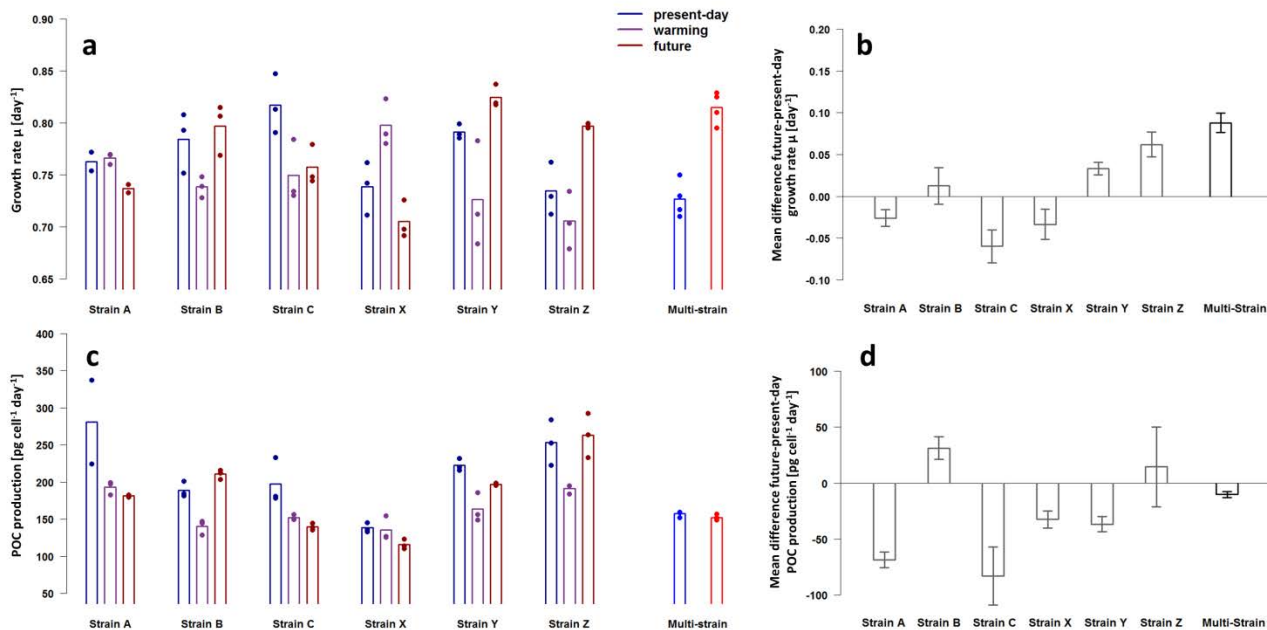 a
present-day
warming
future
Growth rate µ [day-1]
0.90
0.85
0.80
0.75
0.70
0.65
Strain A Strain B Strain C Strain X Strain Y Strain Z Multi-strain
b
Mean difference future-present-day
growth rate µ [day-1]
0.20
0.15
0.10
0.05
0.00
-0.05
-0.10
Strain A Strain B Strain C Strain X Strain Y Strain Z Multi-Strain
c
POC production [pg cell-1 day-1]
400
350
300
250
200
150
100
50
Strain A Strain B Strain C Strain X Strain Y Strain Z Multi-strain
d
Mean difference future-present-day
POC production [pg cell-1 day-1]
100
50
0
-50
-100
Strain A Strain B Strain C Strain X Strain Y Strain Z Multi-Strain